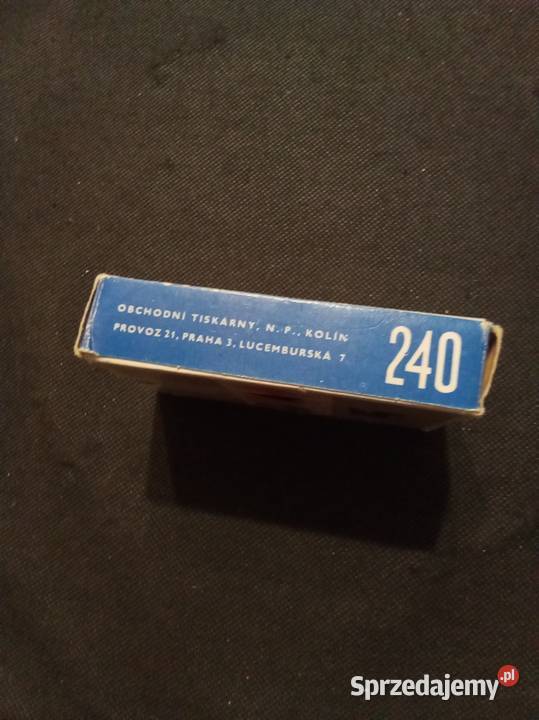 OBCHODNÍ TISKÁRNY, N. P., KOLÍN
PROVOZ 21, PRAHA 3, LUCEMBURSKÁ 7
240
Sprzedajemy.pl